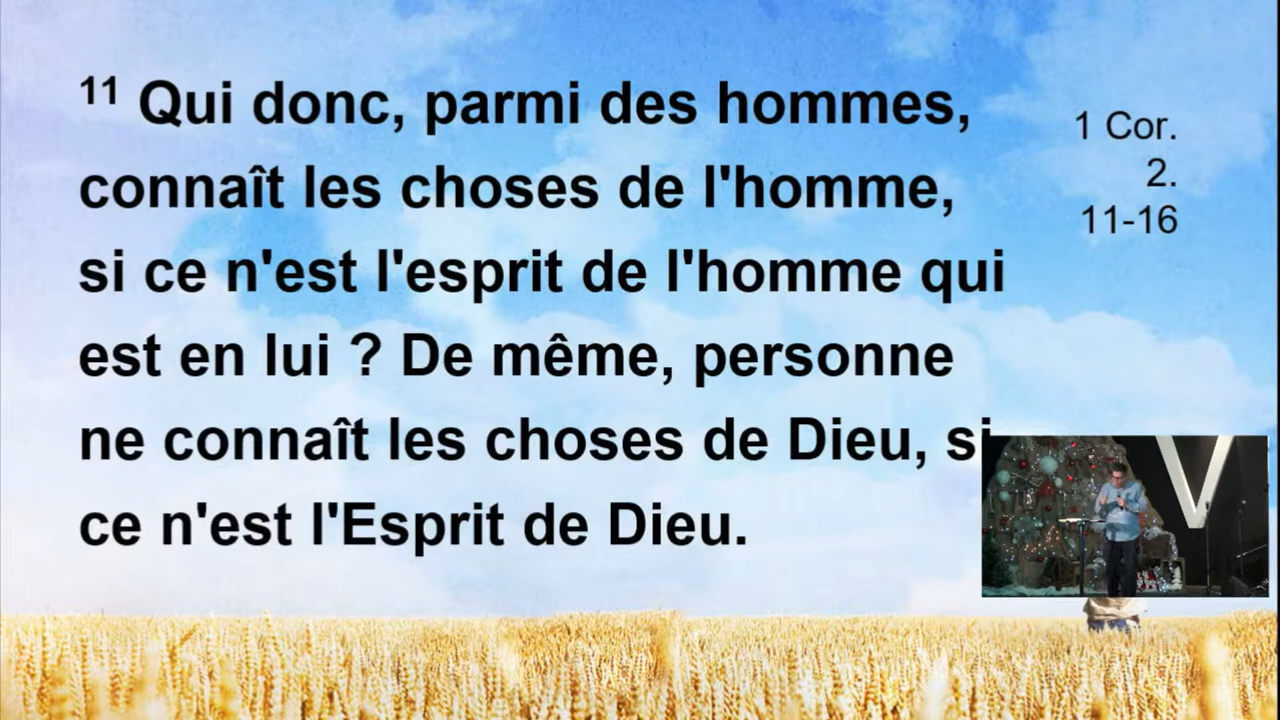 11 Qui donc, parmi des hommes,
connaît les choses de l'homme,
si ce n'est l'esprit de l'homme qui
est en lui ? De même, personne
ne connaît les choses de Dieu, si
ce n'est l'Esprit de Dieu.
1 Cor.
2.
11-16
V